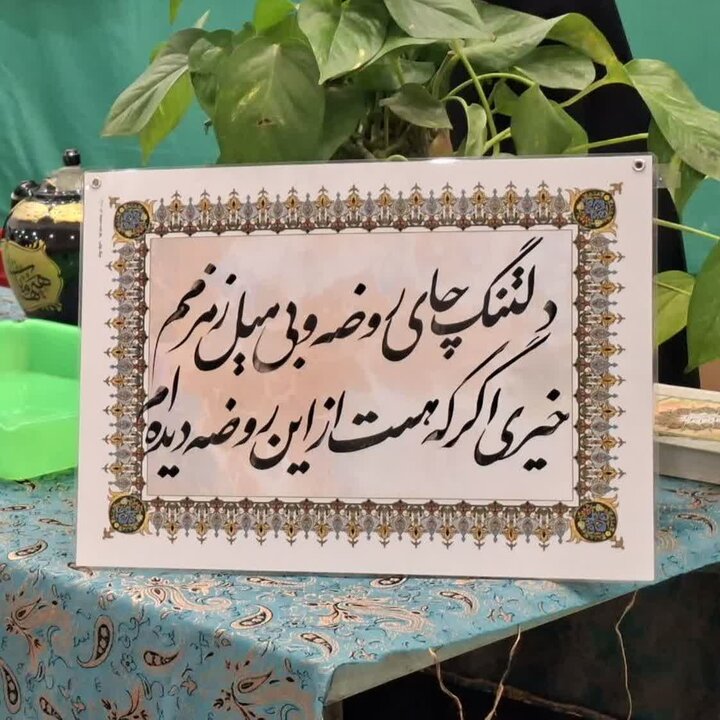 دلتنگ چای روضه و بی میل زمزمم
خیری اگر که هست از این روضه دیده‌ام